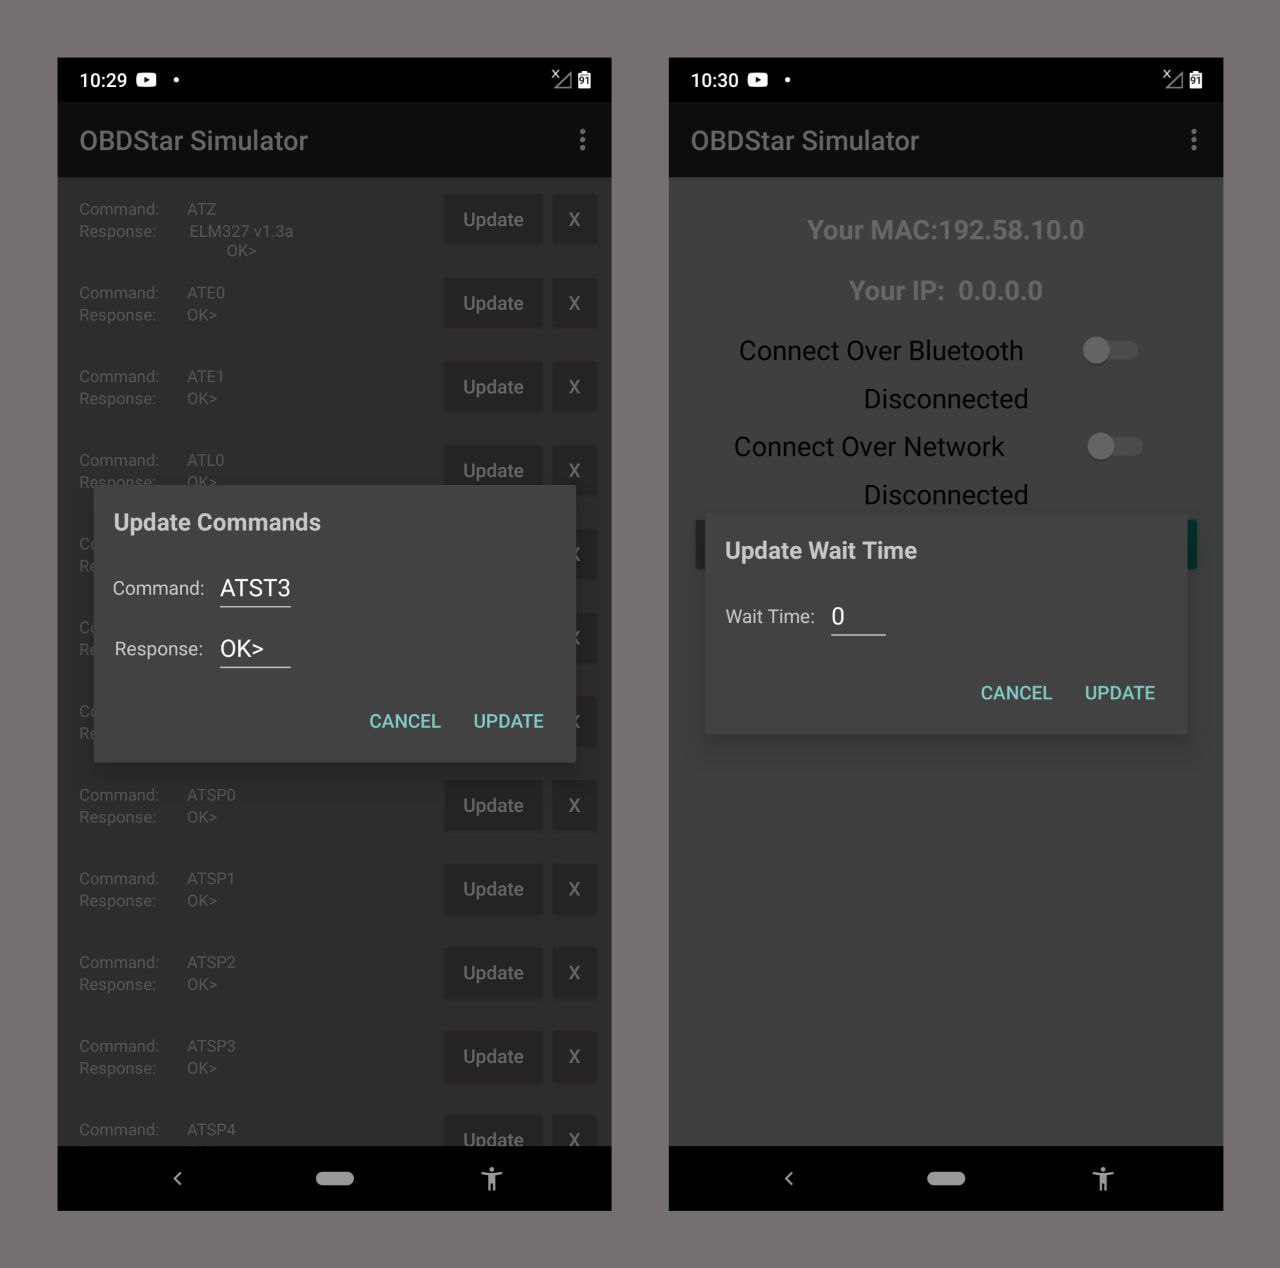 10:29
91
OBDStar Simulator
Command: ATZ
Response: ELM327 v1.3a
OK>
Update X
Command: ATE0
Response: OK>
Update X
Command: ATE1
Response: OK>
Update X
Command: ATL0
Response: OK>
Update X
Update Commands
Command: ATST3
Response: OK>
CANCEL UPDATE
Command: ATSP0
Response: OK>
Update X
Command: ATSP1
Response: OK>
Update X
Command: ATSP2
Response: OK>
Update X
Command: ATSP3
Response: OK>
Update X
Command: ATSP4
Update X
10:30
91
OBDStar Simulator
Your MAC:192.58.10.0
Your IP: 0.0.0.0
Connect Over Bluetooth
Disconnected
Connect Over Network
Disconnected
Update Wait Time
Wait Time: 0
CANCEL UPDATE